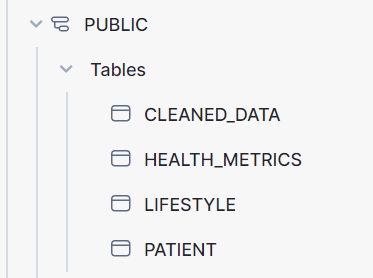 PUBLIC
Tables
CLEANED_DATA
HEALTH_METRICS
LIFESTYLE
PATIENT